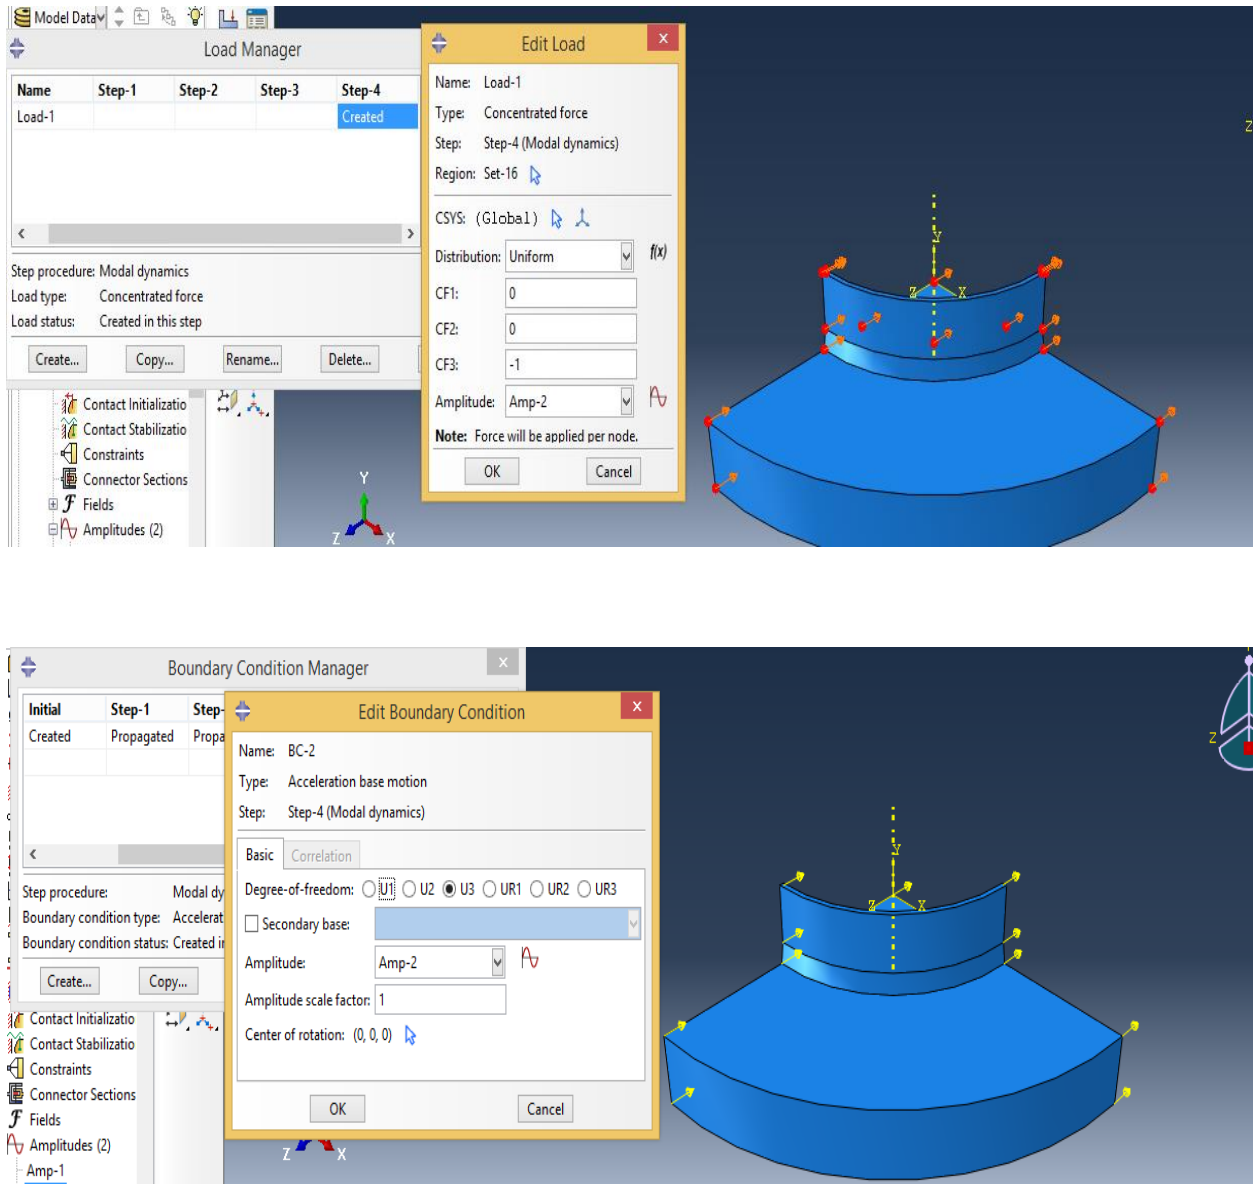 Model Data
Load Manager
Name Step-1 Step-2 Step-3 Step-4
Load-1 Created
Step procedure: Modal dynamics
Load type: Concentrated force
Load status: Created in this step
Create... Copy... Rename... Delete...
Contact Initializatio
Contact Stabilizatio
Constraints
Connector Sections
Fields
Amplitudes (2)
Edit Load
x
Name: Load-1
Type: Concentrated force
Step: Step-4 (Modal dynamics)
Region: Set-16
CSYS: (Global)
Distribution: Uniform f(x)
CF1: 0
CF2: 0
CF3: -1
Amplitude: Amp-2
Note: Force will be applied per node.
OK Cancel
Y
Z X
Y
Z X
Z
Boundary Condition Manager
x
Initial Step-1 Step-
Created Propagated Propa
Step procedure: Modal dy
Boundary condition type: Accelerat
Boundary condition status: Created in
Create... Copy...
Contact Initializatio
Contact Stabilizatio
Constraints
Connector Sections
Fields
Amplitudes (2)
Amp-1
Edit Boundary Condition
x
Name: BC-2
Type: Acceleration base motion
Step: Step-4 (Modal dynamics)
Basic Correlation
Degree-of-freedom: U1 U2 U3 UR1 UR2 UR3
Secondary base:
Amplitude: Amp-2
Amplitude scale factor: 1
Center of rotation: (0, 0, 0)
OK Cancel
Z X
Y
Z X
Z